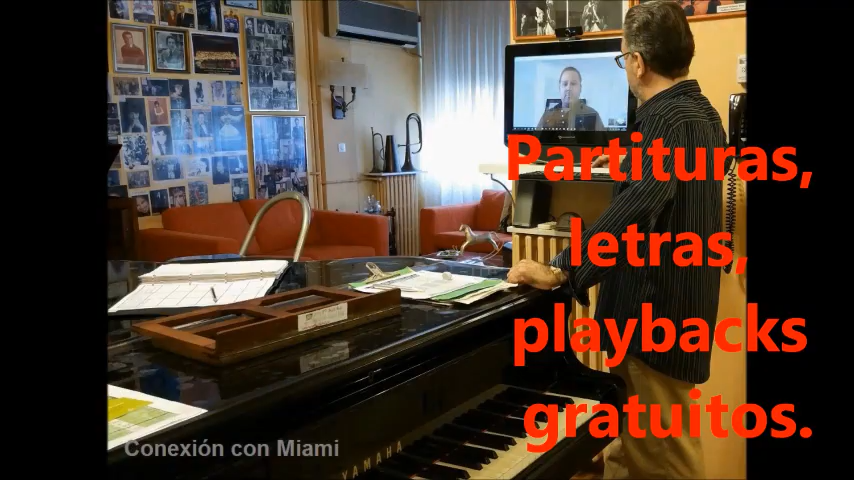 Partituras,
letras,
playbacks
gratuitos.
Conexión con Miami
YAMAHA